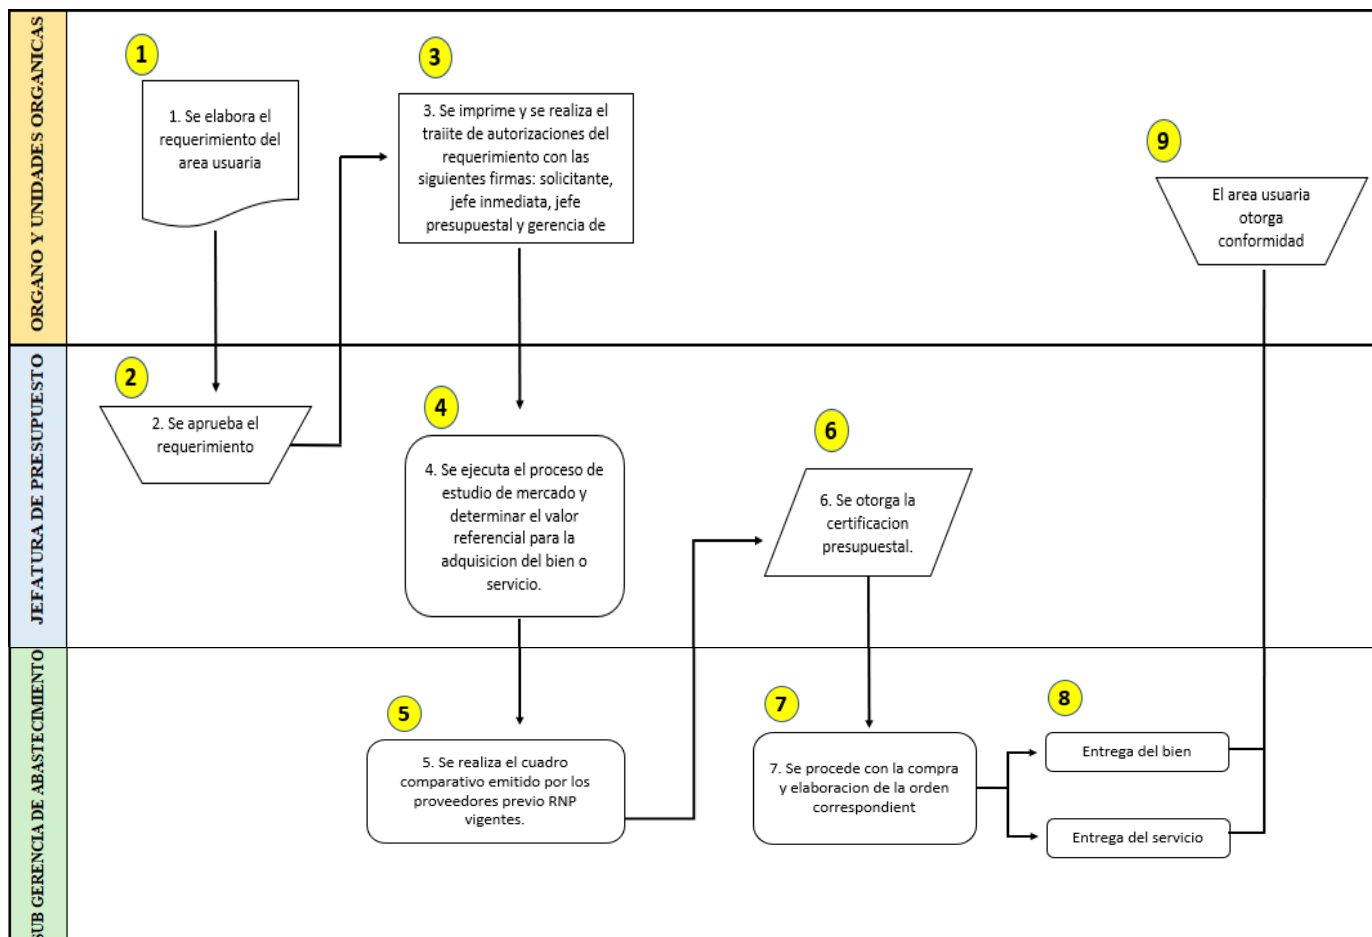 ORGANO Y UNIDADES ORGANICAS
1
1. Se elabora el
requerimiento del
area usuaria
3
3. Se imprime y se realiza el
traiite de autorizaciones del
requerimiento con las
siguientes firmas: solicitante,
jefe inmediata, jefe
presupuestal y gerencia de
9
El area usuaria
otorga
conformidad
JEFATURA DE PRESUPUESTO
2
2. Se aprueba el
requerimiento
4
4. Se ejecuta el proceso de
estudio de mercado y
determinar el valor
referencial para la
adquisicion del bien o
servicio.
6
6. Se otorga la
certificacion
presupuestal.
SUB GERENCIA DE ABASTECIMIENTO
5
5. Se realiza el cuadro
comparativo emitido por los
proveedores previo RNP
vigentes.
7
7. Se procede con la compra
y elaboracion de la orden
correspondient
8
Entrega del bien
Entrega del servicio